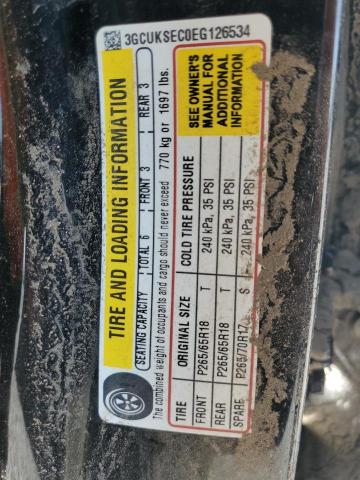 3GCUKSEC0EG126534
TIRE AND LOADING INFORMATION
SEATING CAPACITY TOTAL 6 FRONT 3 REAR 3
The combined weight of occupants and cargo should never exceed 770 kg or 1697 lbs.
TIRE ORIGINAL SIZE COLD TIRE PRESSURE
FRONT P265/65R18 T 240 kPa, 35 PSI
REAR P265/65R18 T 240 kPa, 35 PSI
SPARE P265/70R17 S 240 kPa, 35 PSI
SEE OWNER'S
MANUAL FOR
ADDITIONAL
INFORMATION